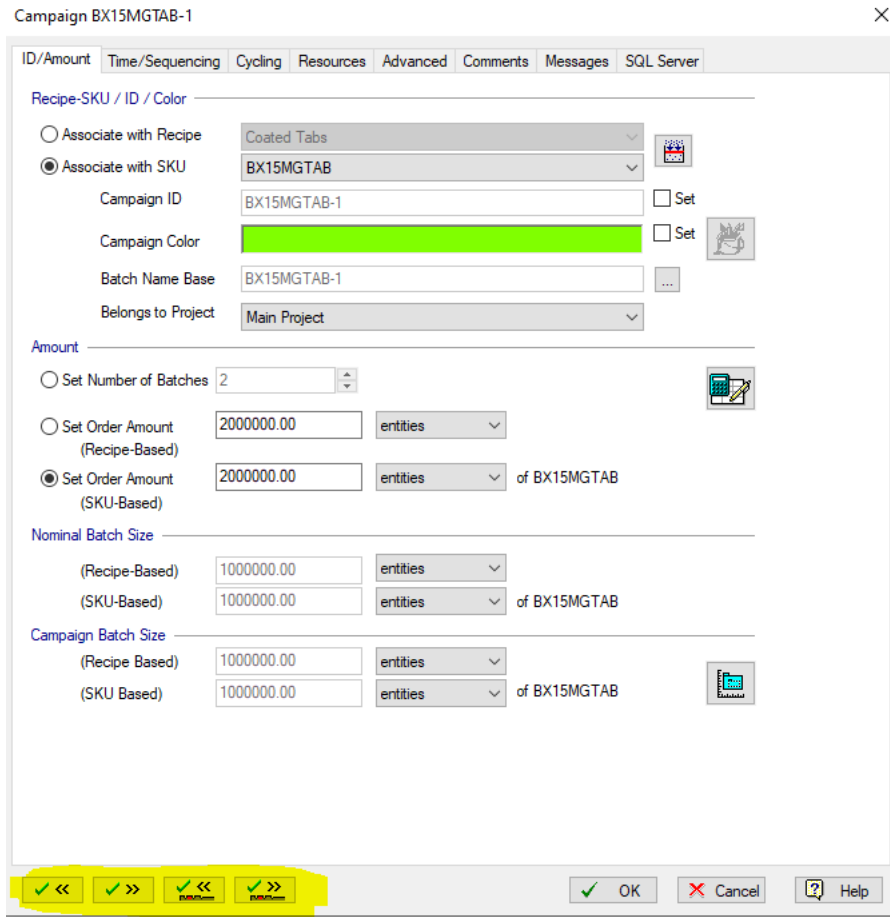 Campaign BX15MGTAB-1
ID/Amount Time/Sequencing Cycling Resources Advanced Comments Messages SQL Server
Recipe-SKU / ID / Color
Associate with Recipe Coated Tabs
Associate with SKU BX15MGTAB
Campaign ID BX15MGTAB-1 Set
Campaign Color Set
Batch Name Base BX15MGTAB-1 ...
Belongs to Project Main Project
Amount
Set Number of Batches 2
Set Order Amount 2000000.00 entities
(Recipe-Based)
Set Order Amount 2000000.00 entities of BX15MGTAB
(SKU-Based)
Nominal Batch Size
(Recipe-Based) 1000000.00 entities
(SKU-Based) 1000000.00 entities of BX15MGTAB
Campaign Batch Size
(Recipe Based) 1000000.00 entities
(SKU Based) 1000000.00 entities of BX15MGTAB
<< >> << >> OK Cancel Help